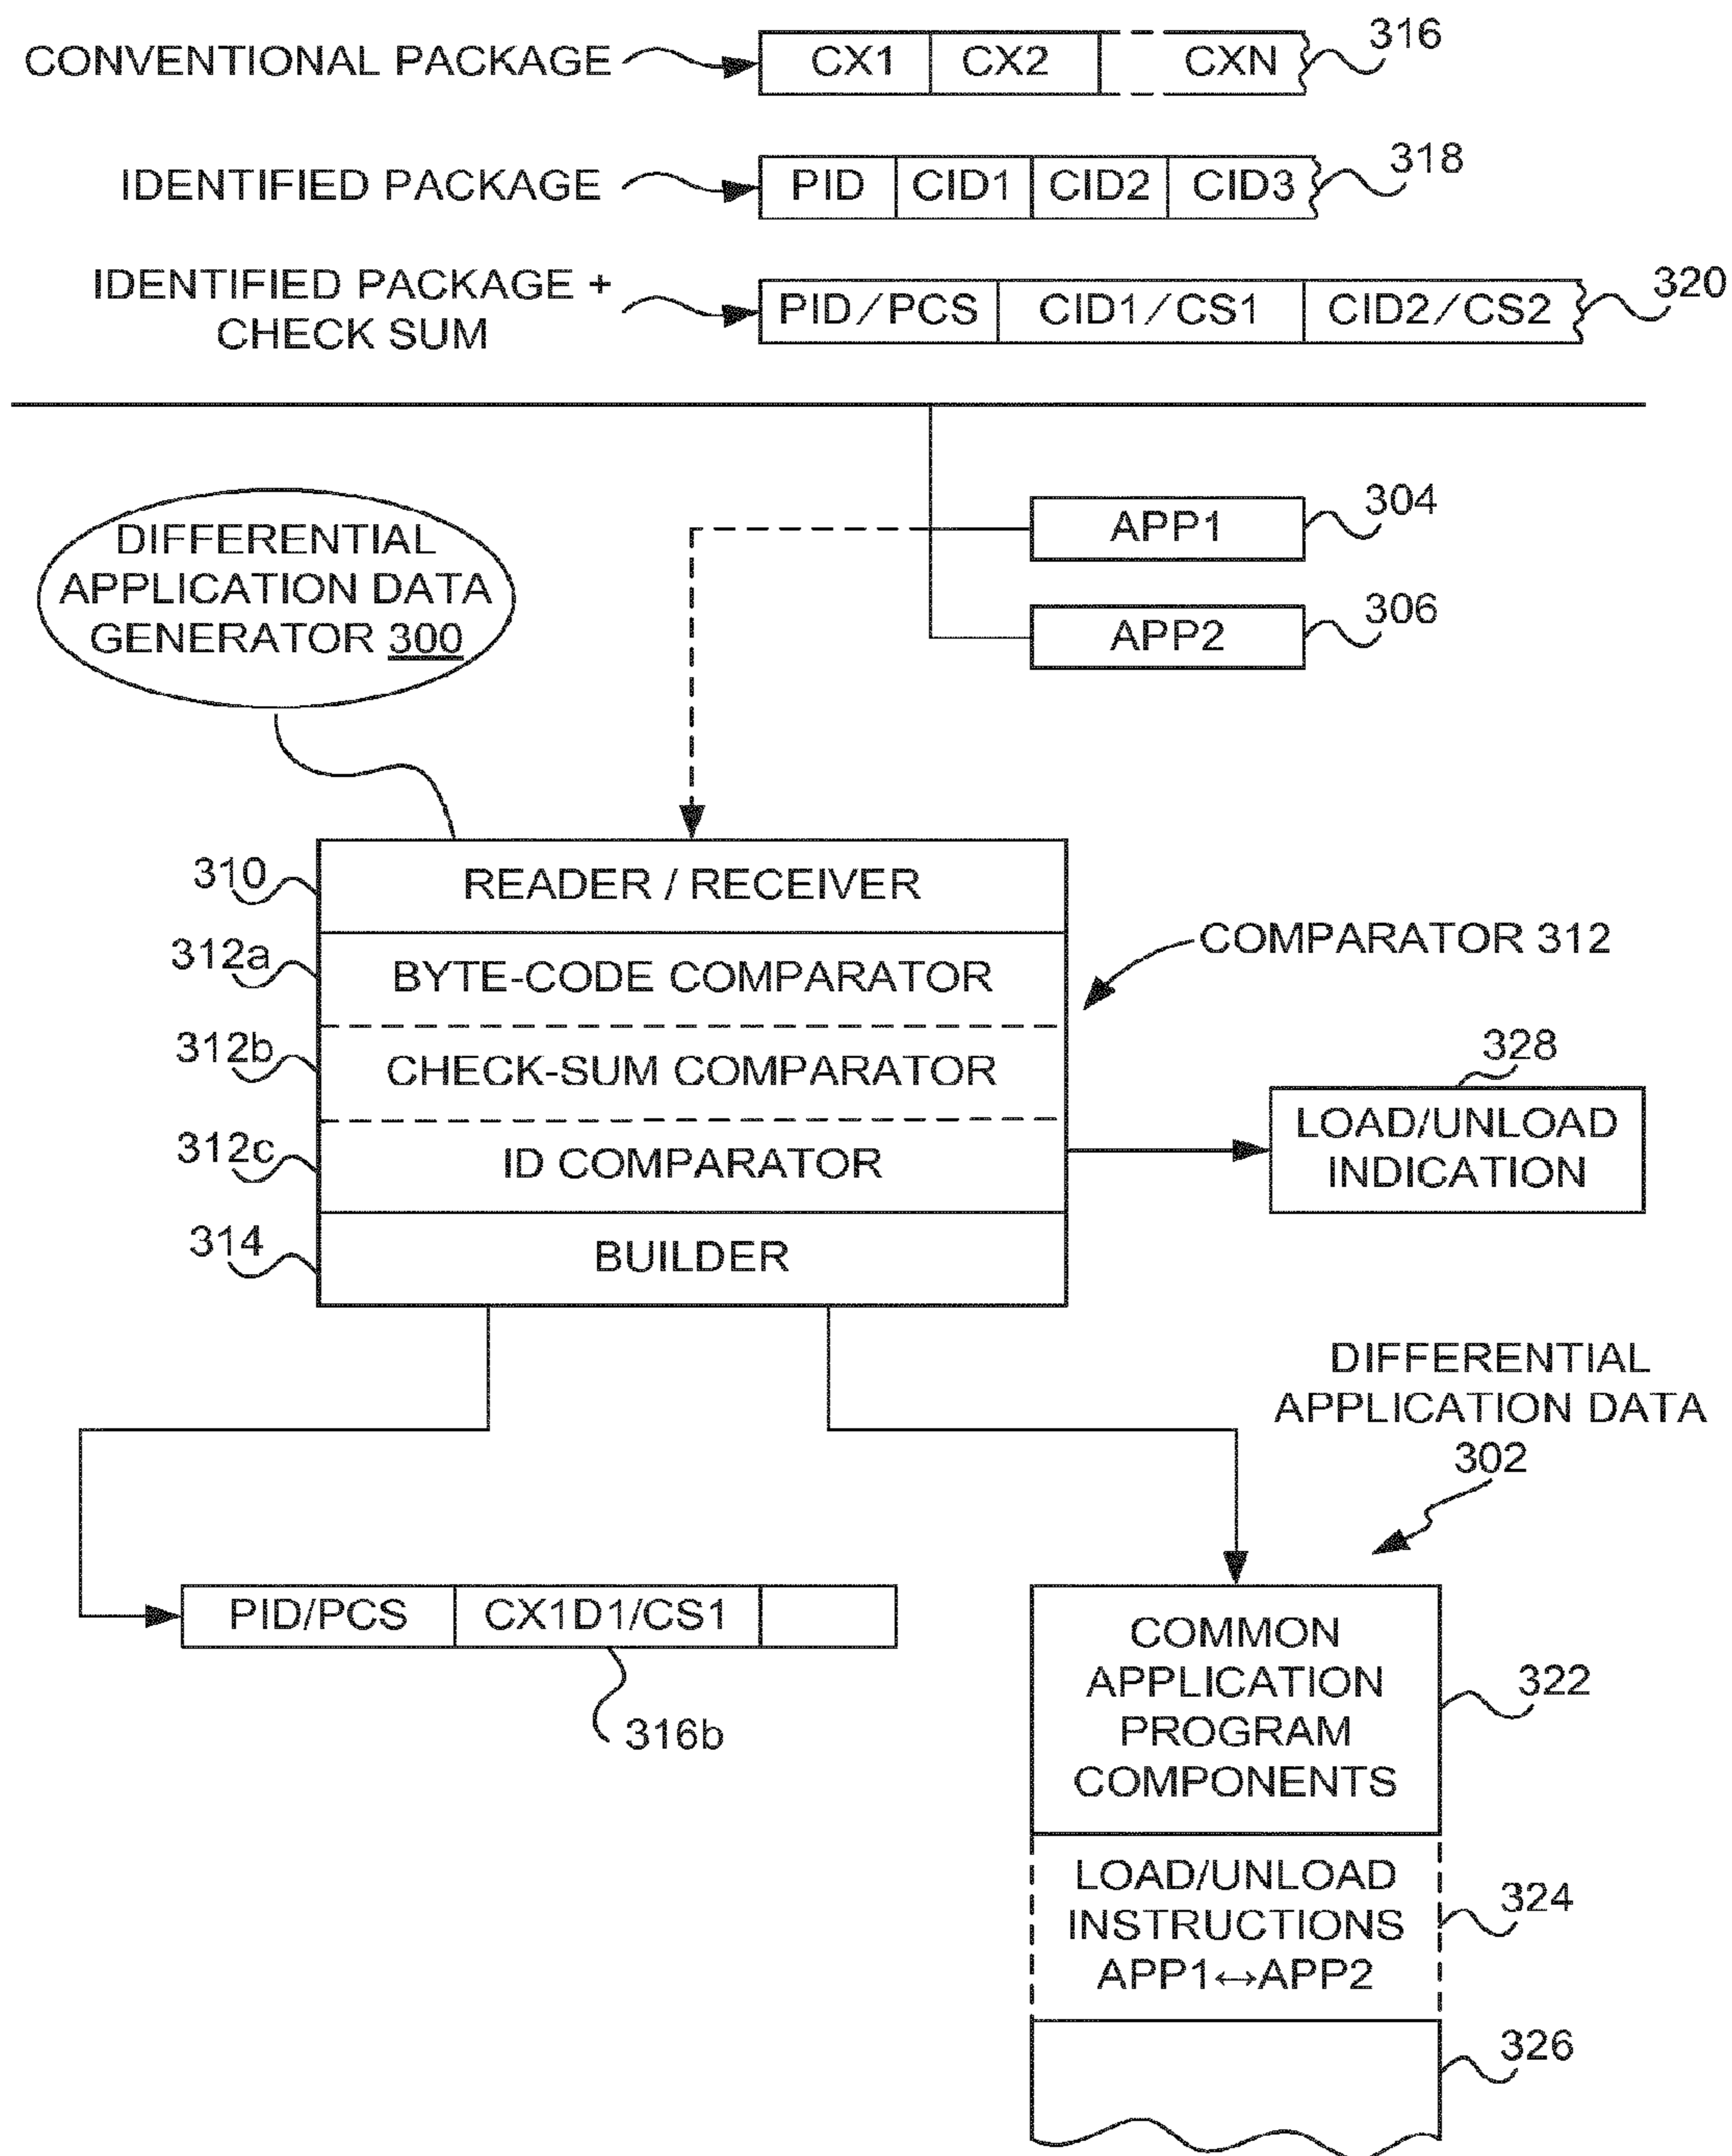 CONVENTIONAL PACKAGE
CX1
CX2
CXN
316
IDENTIFIED PACKAGE
PID
CID1
CID2
CID3
318
IDENTIFIED PACKAGE +
CHECK SUM
PID/PCS
CID1/CS1
CID2/CS2
320
APP1
304
APP2
306
DIFFERENTIAL
APPLICATION DATA
GENERATOR 300
310
READER / RECEIVER
312a
BYTE-CODE COMPARATOR
COMPARATOR 312
312b
CHECK-SUM COMPARATOR
312c
ID COMPARATOR
328
LOAD/UNLOAD
INDICATION
314
BUILDER
DIFFERENTIAL
APPLICATION DATA
302
PID/PCS
CX1D1/CS1
316b
COMMON
APPLICATION
PROGRAM
COMPONENTS
322
LOAD/UNLOAD
INSTRUCTIONS
APP1↔APP2
324
326